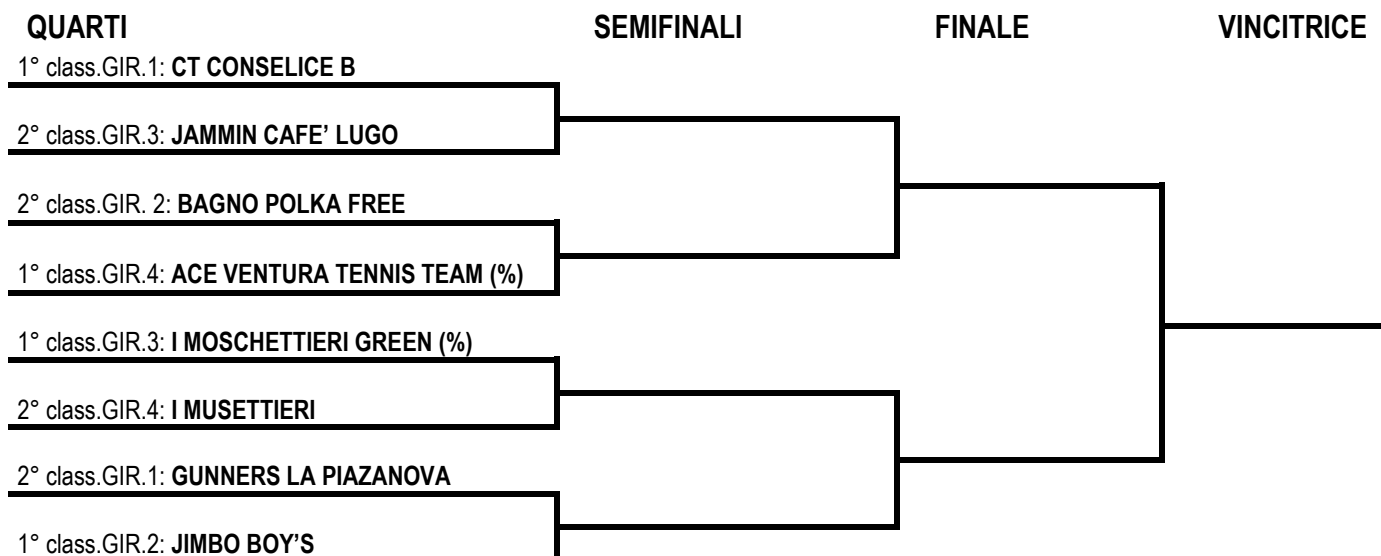 QUARTI SEMIFINALI FINALE VINCITRICE
1° class.GIR.1: CT CONSELICE B
2° class.GIR.3: JAMMIN CAFE’ LUGO
2° class.GIR. 2: BAGNO POLKA FREE
1° class.GIR.4: ACE VENTURA TENNIS TEAM (%)
1° class.GIR.3: I MOSCHETTIERI GREEN (%)
2° class.GIR.4: I MUSETTIERI
2° class.GIR.1: GUNNERS LA PIAZANOVA
1° class.GIR.2: JIMBO BOY’S